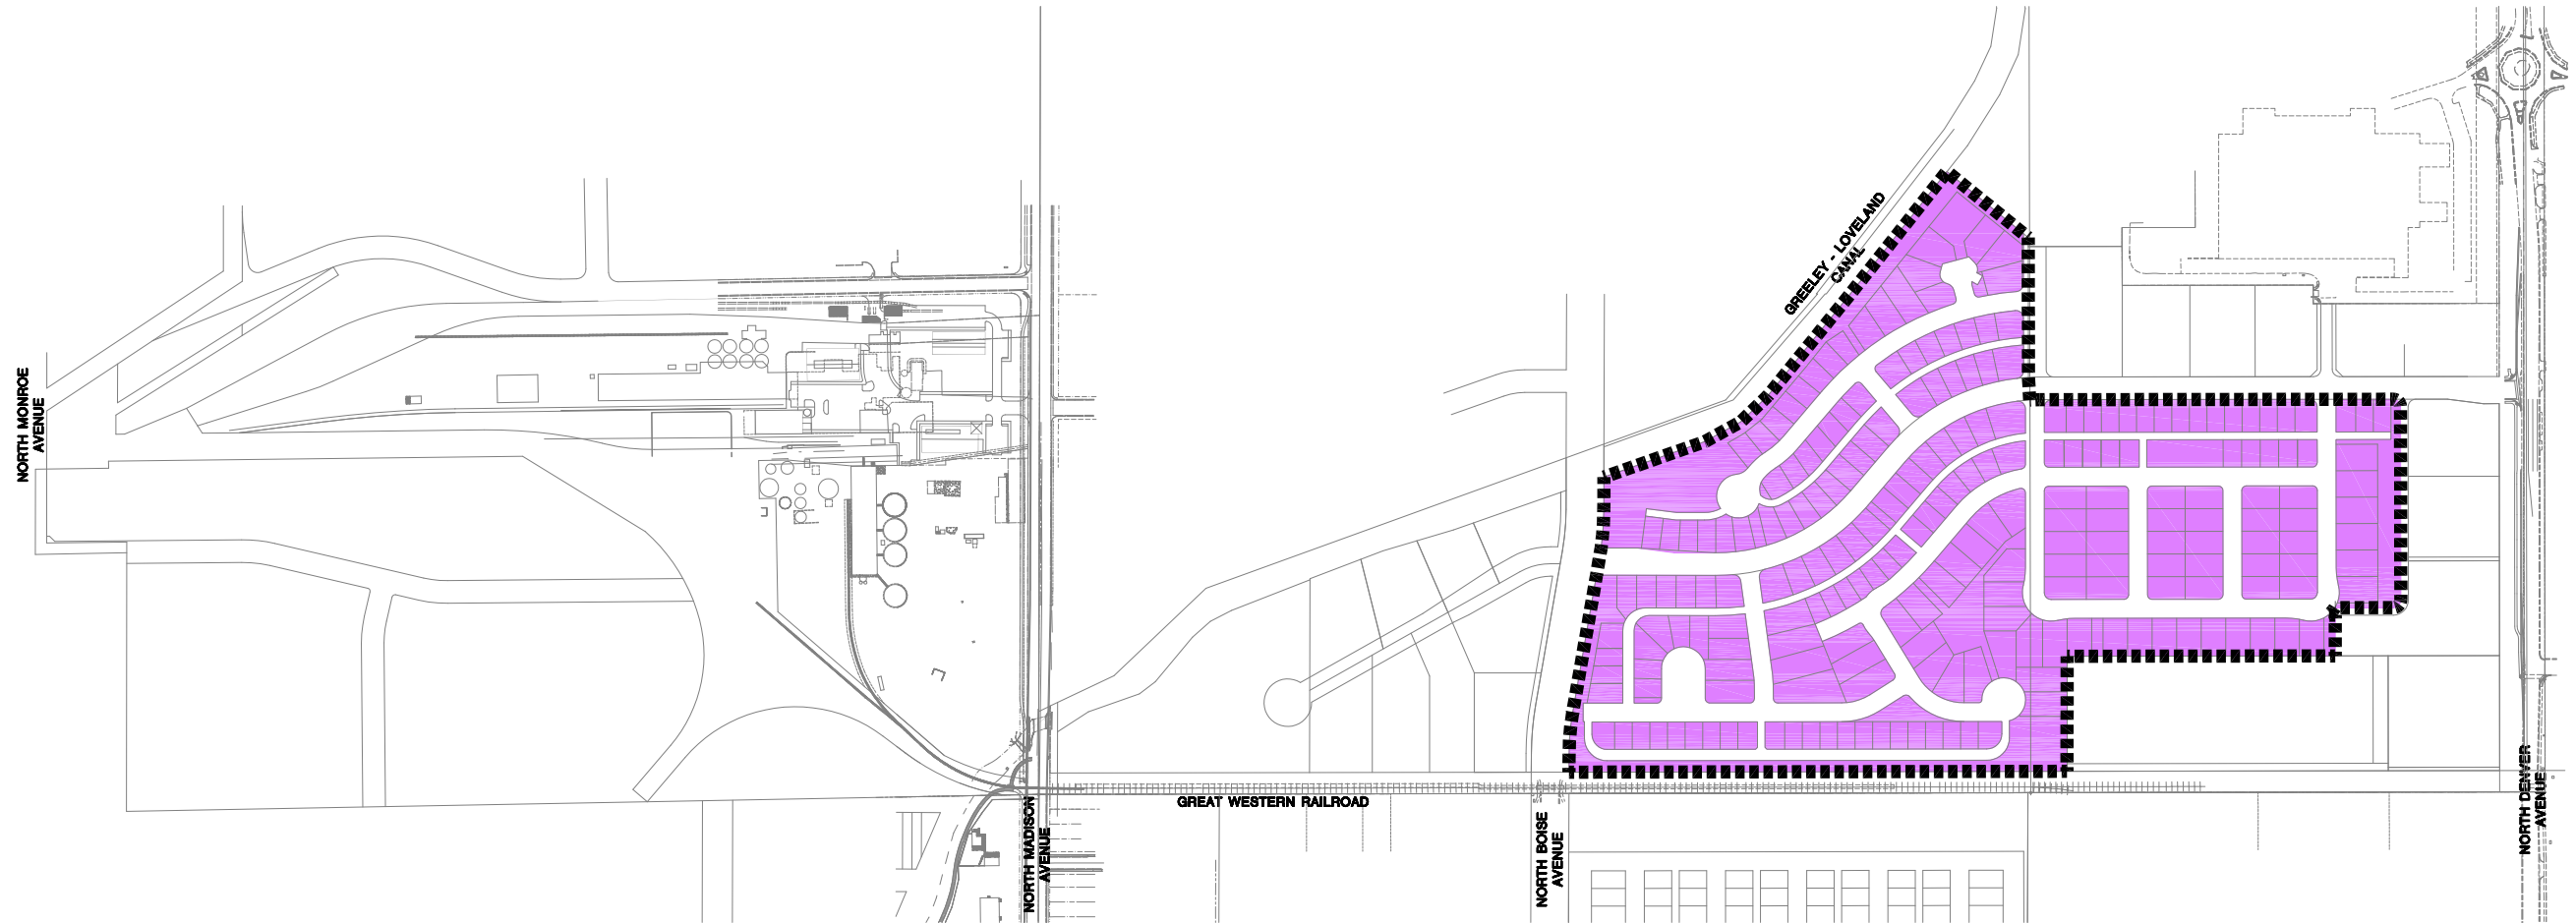 NORTH MONROE
AVENUE
GREELEY - LOVELAND
CANAL
GREAT WESTERN RAILROAD
NORTH MADISON
AVENUE
NORTH BOISE
AVENUE
NORTH DENVER
AVENUE